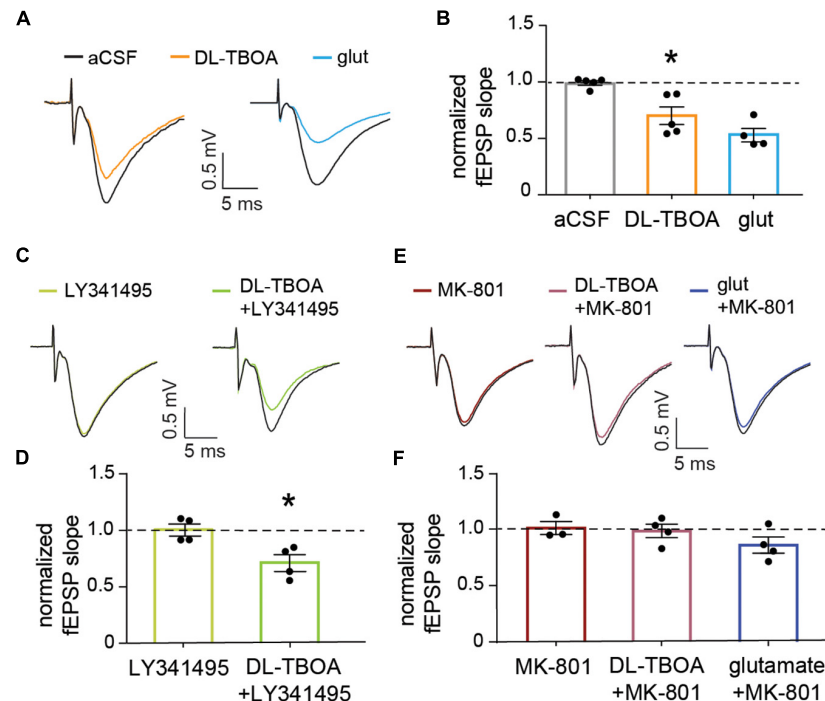 A
aCSF
DL-TBOA
glut
0.5 mV
5 ms
B
normalized
fEPSP slope
1.5
1.0
0.5
0
*
aCSF
DL-TBOA
glut
C
LY341495
DL-TBOA
+LY341495
0.5 mV
5 ms
E
MK-801
DL-TBOA
+MK-801
glut
+MK-801
0.5 mV
5 ms
D
normalized
fEPSP slope
1.5
1.0
0.5
0
*
LY341495
DL-TBOA
+LY341495
F
normalized
fEPSP slope
1.5
1.0
0.5
0
MK-801
DL-TBOA
+MK-801
glutamate
+MK-801